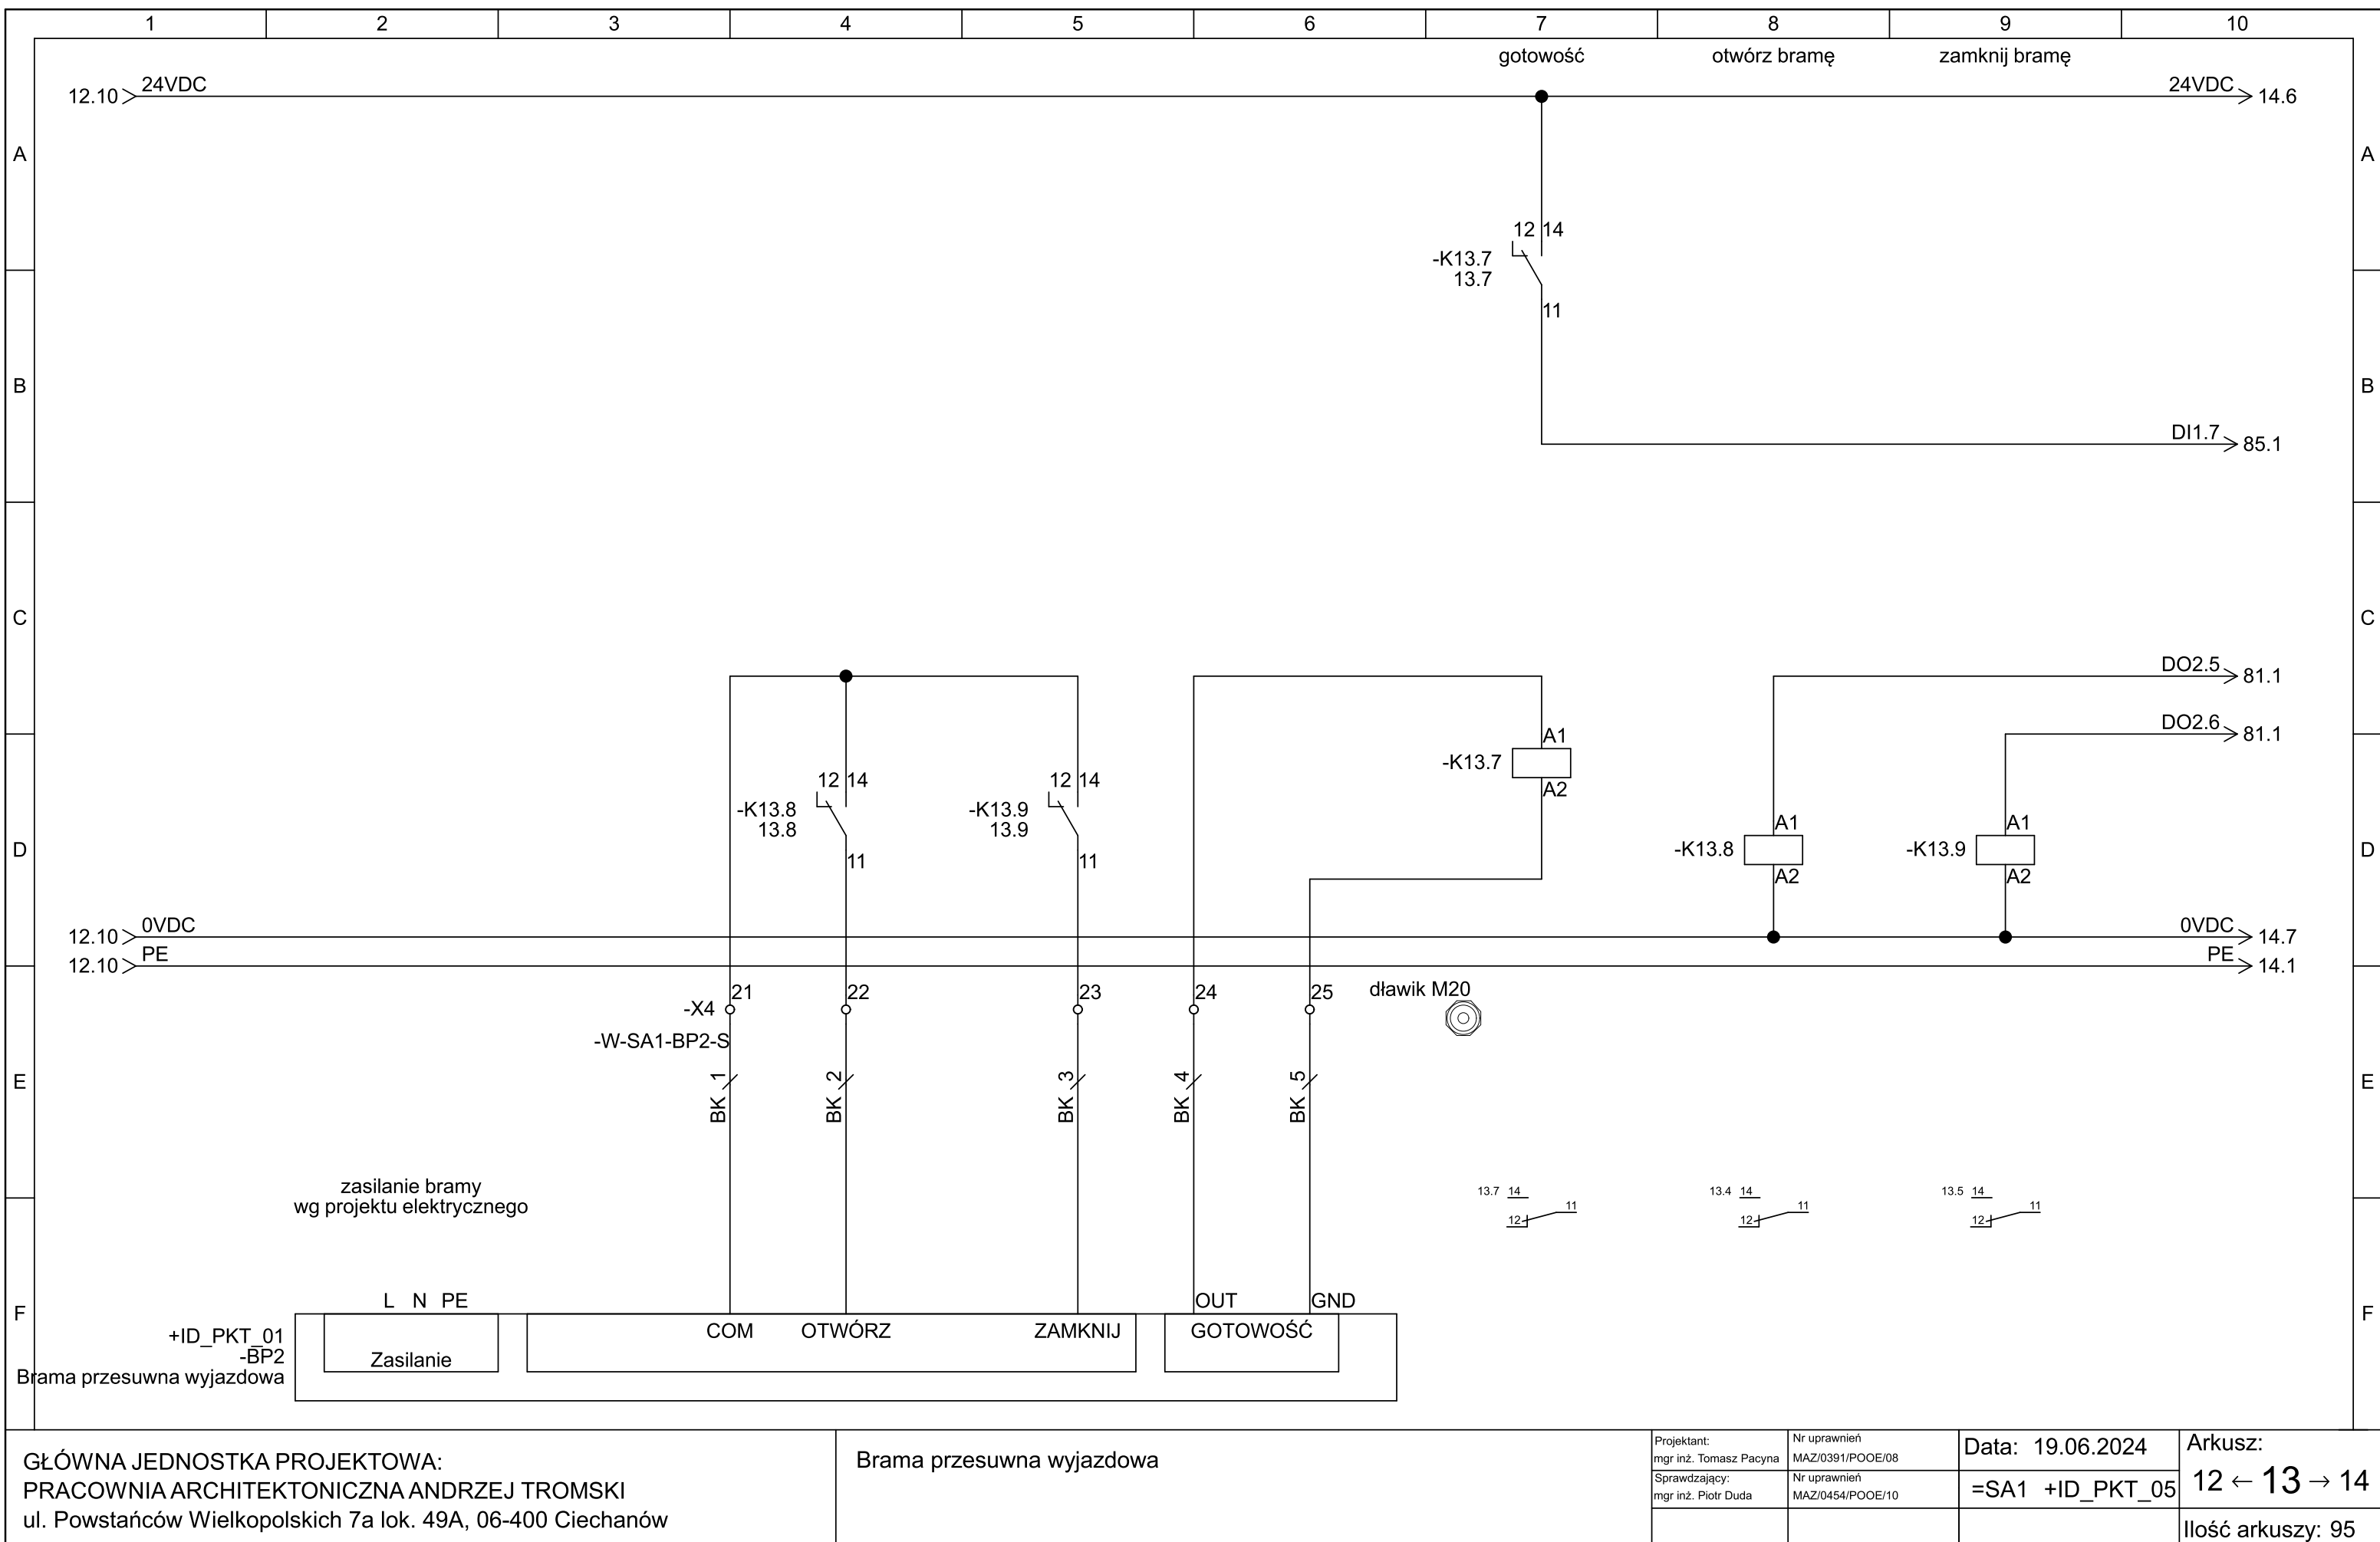 1 2 3 4 5 6 7 8 9 10
gotowość otwórz bramę zamknij bramę
12.10 24VDC 24VDC 14.6
A A
12 14
-K13.7
13.7
11
B B
DI1.7 85.1
C C
DO2.5 81.1
DO2.6 81.1
A1
-K13.7
A2
12 14 12 14
-K13.8 -K13.9
13.8 13.9
11 11
A1 A1
D -K13.8 -K13.9 D
A2 A2
12.10 0VDC 0VDC 14.7
12.10 PE PE 14.1
-X4 21 22 23 24 25 dławik M20
-W-SA1-BP2-S
E E
BK 1 BK 2 BK 3 BK 4 BK 5
zasilanie bramy
wg projektu elektrycznego
13.7 14 13.4 14 13.5 14
11 11 11
12 12 12
F F
L N PE OUT GND
+ID_PKT_01
-BP2
Brama przesuwna wyjazdowa
Zasilanie
COM OTWÓRZ ZAMKNIJ GOTOWOŚĆ
GŁÓWNA JEDNOSTKA PROJEKTOWA:
PRACOWNIA ARCHITEKTONICZNA ANDRZEJ TROMSKI
ul. Powstańców Wielkopolskich 7a lok. 49A, 06-400 Ciechanów
Brama przesuwna wyjazdowa
Projektant: Nr uprawnień
mgr inż. Tomasz Pacyna MAZ/0391/POOE/08
Sprawdzający: Nr uprawnień
mgr inż. Piotr Duda MAZ/0454/POOE/10
Data: 19.06.2024
=SA1 +ID_PKT_05
Arkusz:
12 ← 13 → 14
Ilość arkuszy: 95